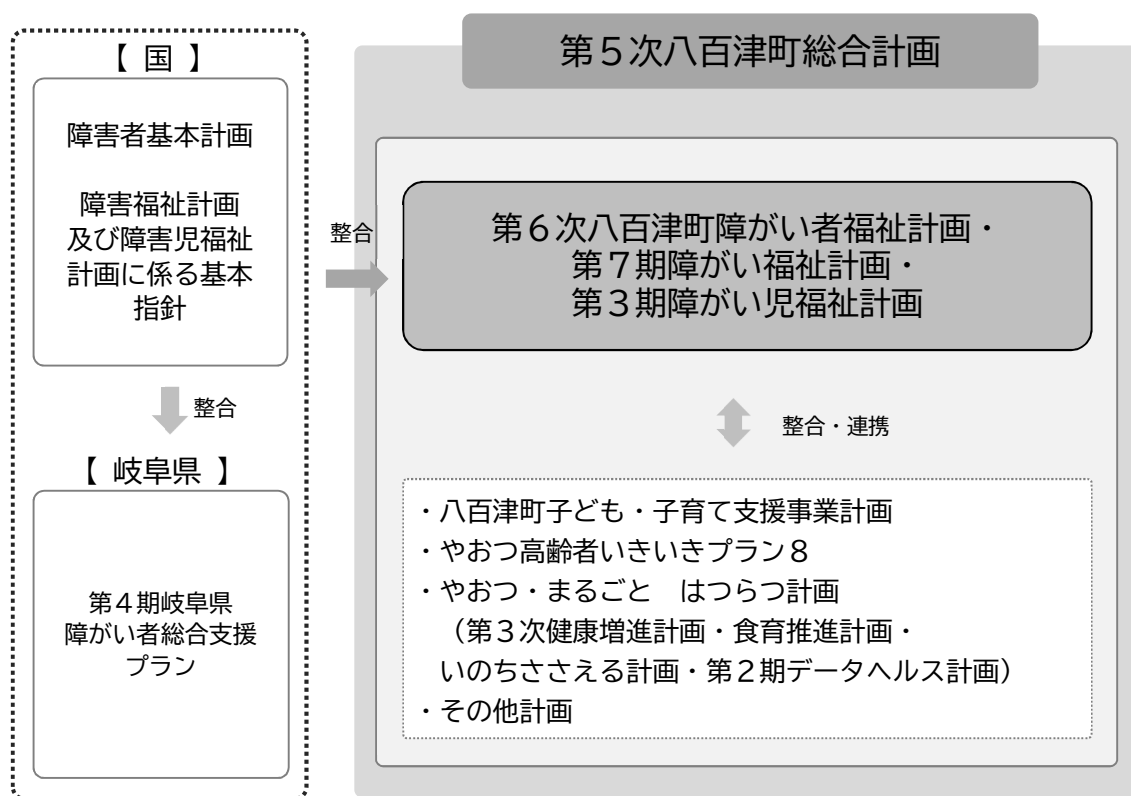 【 国 】
障害者基本計画
障害福祉計画
及び障害児福祉
計画に係る基本
指針
整合
【 岐阜県 】
第４期岐阜県
障がい者総合支援
プラン
整合
第５次八百津町総合計画
第６次八百津町障がい者福祉計画・
第７期障がい福祉計画・
第３期障がい児福祉計画
整合・連携
・八百津町子ども・子育て支援事業計画
・やおつ高齢者いきいきプラン８
・やおつ・まるごと　はつらつ計画
（第３次健康増進計画・食育推進計画・
いのちささえる計画・第２期データヘルス計画）
・その他計画